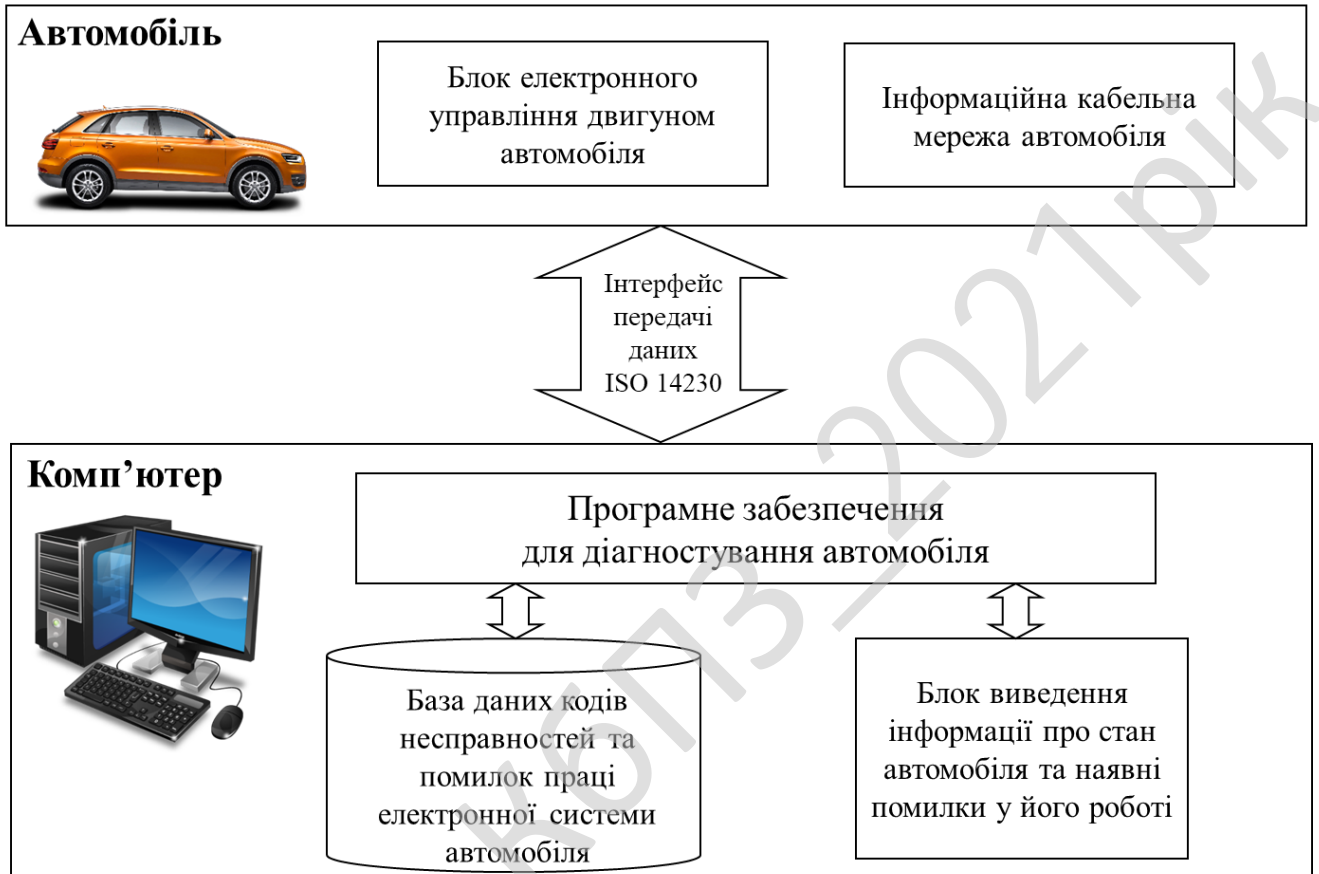 Автомобіль
Блок електронного
управління двигуном
автомобіля
Інформаційна кабельна
мережа автомобіля
Інтерфейс
передачі
даних
ISO 14230
Комп’ютер
Програмне забезпечення
для діагностування автомобіля
База даних кодів
несправностей та
помилок праці
електронної системи
автомобіля
Блок виведення
інформації про стан
автомобіля та наявні
помилки у його роботі
КбПЗ_2021рік